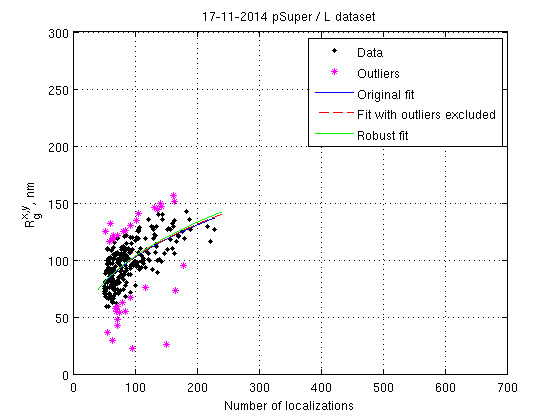 17-11-2014 pSuper / L dataset
300
250
200
150
100
50
0
R_g^{x,y}, nm
Data
Outliers
Original fit
Fit with outliers excluded
Robust fit
0 100 200 300 400 500 600 700
Number of localizations